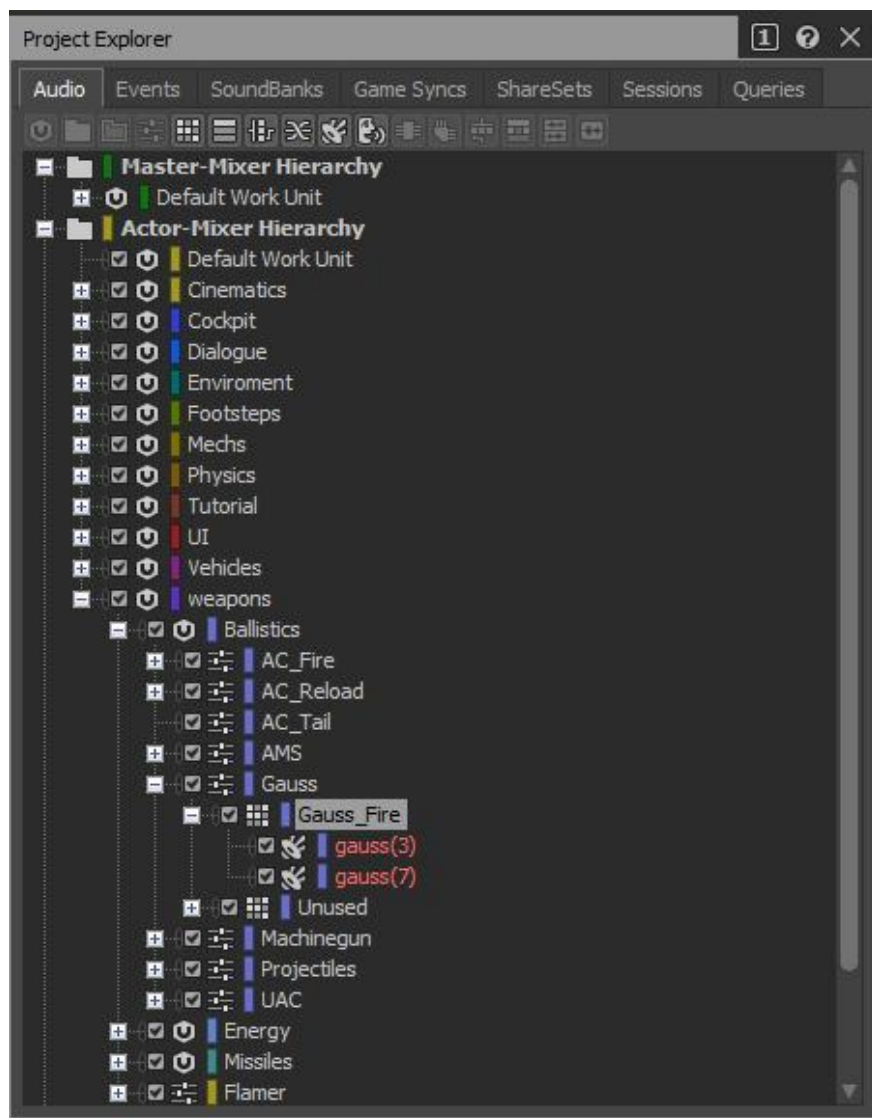 Project Explorer 1 ?
Audio Events SoundBanks Game Syncs ShareSets Sessions Queries
Master-Mixer Hierarchy
Default Work Unit
Actor-Mixer Hierarchy
Default Work Unit
Cinematics
Cockpit
Dialogue
Enviroment
Footsteps
Mechs
Physics
Tutorial
UI
Vehicles
weapons
Ballistics
AC_Fire
AC_Reload
AC_Tail
AMS
Gauss
Gauss_Fire
gauss(3)
gauss(7)
Unused
Machinegun
Projectiles
UAC
Energy
Missiles
Flamer